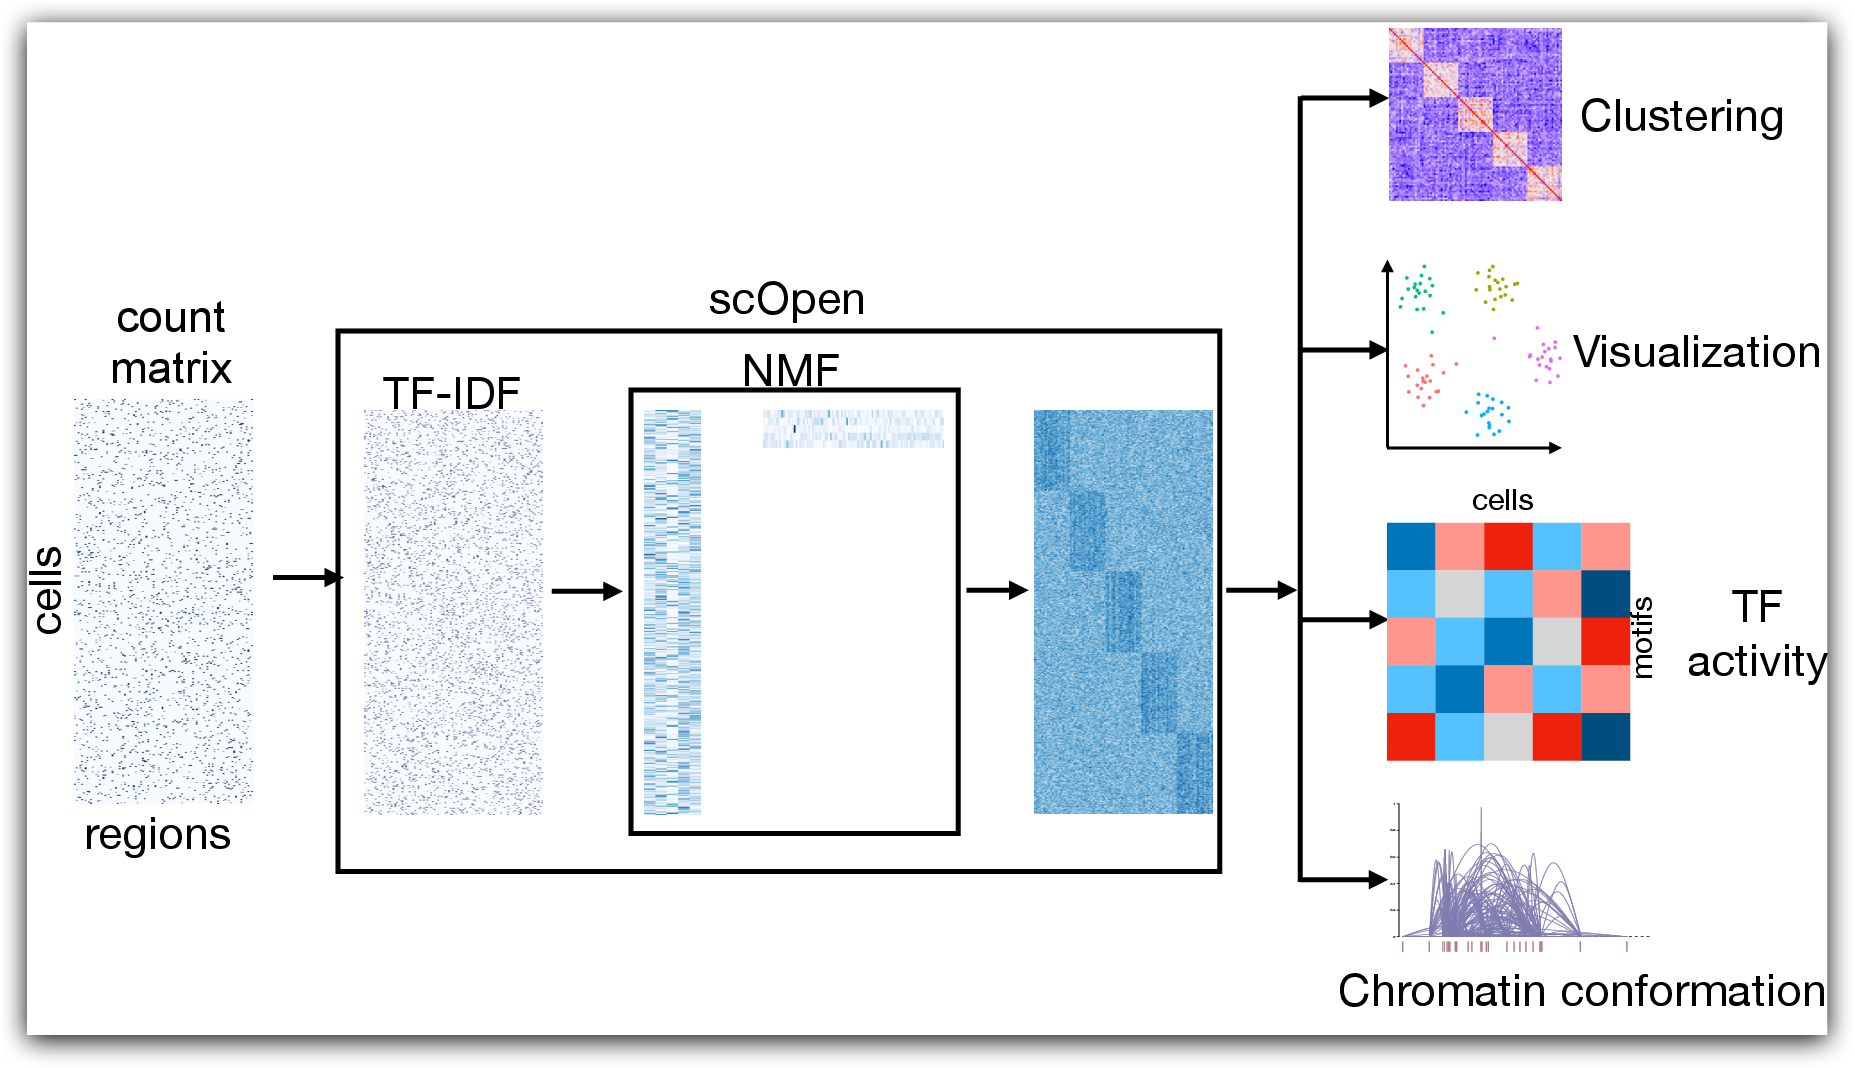 count
matrix
cells
regions
scOpen
TF-IDF
NMF
Clustering
Visualization
cells
motifs
TF
activity
Chromatin conformation